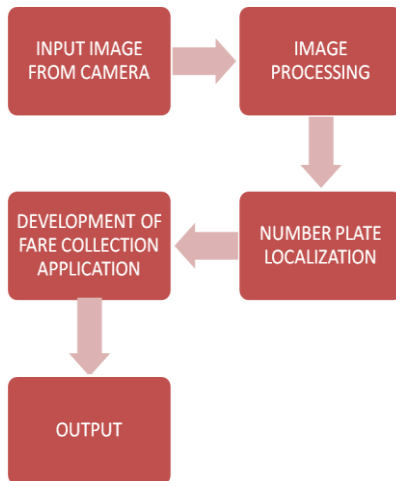 INPUT IMAGE
FROM CAMERA
IMAGE
PROCESSING
NUMBER PLATE
LOCALIZATION
DEVELOPMENT OF
FARE COLLECTION
APPLICATION
OUTPUT